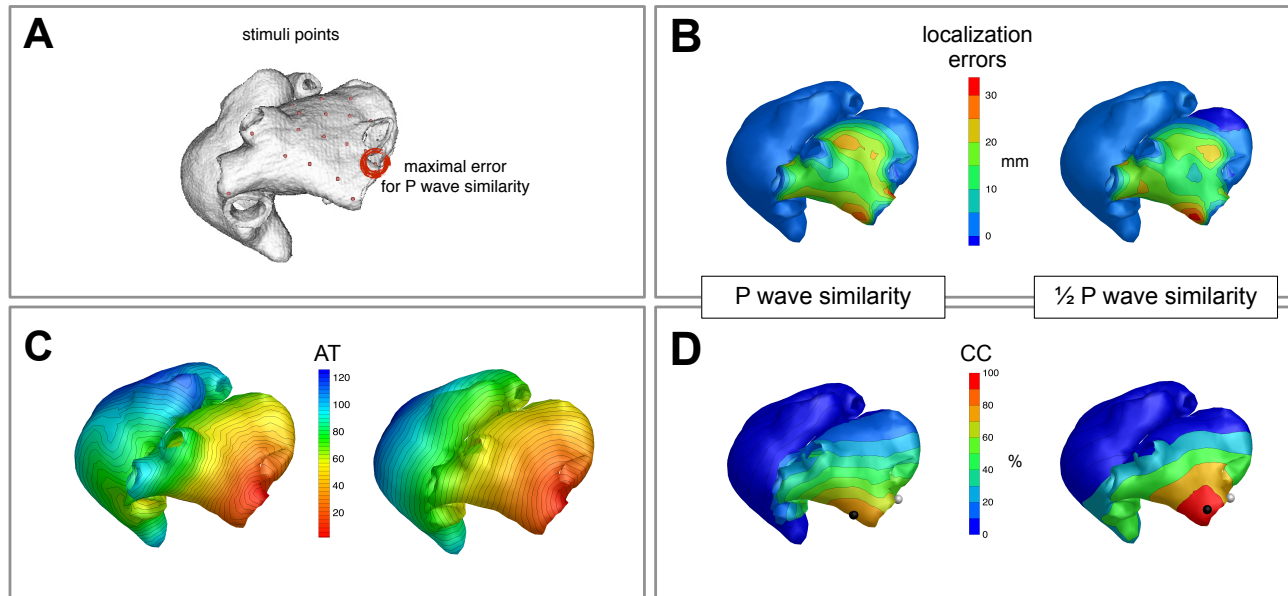 A
stimuli points
maximal error
for P wave similarity
B
localization
errors
30
20
mm
10
0
P wave similarity
½ P wave similarity
C
AT
120
100
80
60
40
20
D
CC
100
80
60
%
40
20
0